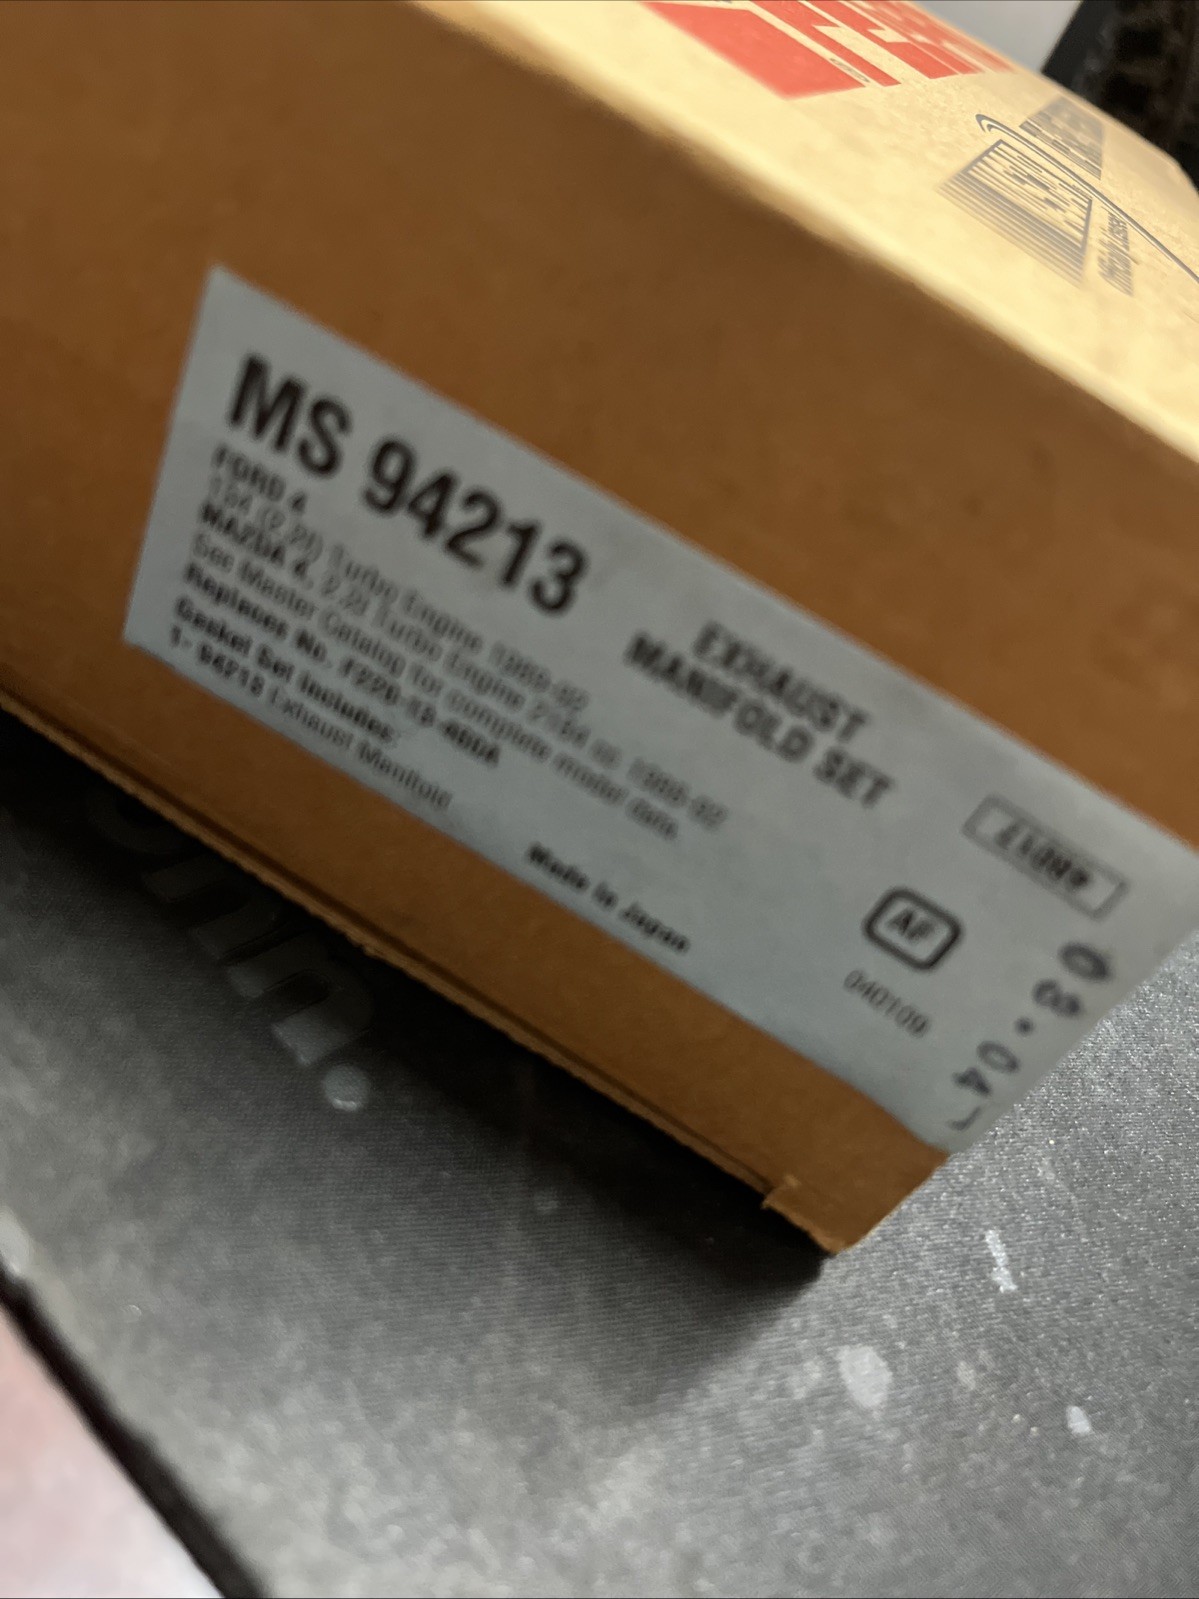 MS 94213
EXHAUST
MANIFOLD SET
FORD 4
134 (2.2l) Turbo Engine 1989-92
MAZDA 4, 2.2l Turbo Engine 2184 cc 1988-92
See Master Catalog for complete model data.
Replaces No. F220-13-460A
Gasket Set Includes:
1- 94213 Exhaust Manifold
Made in Japan
AF
040109
Officially Licensed